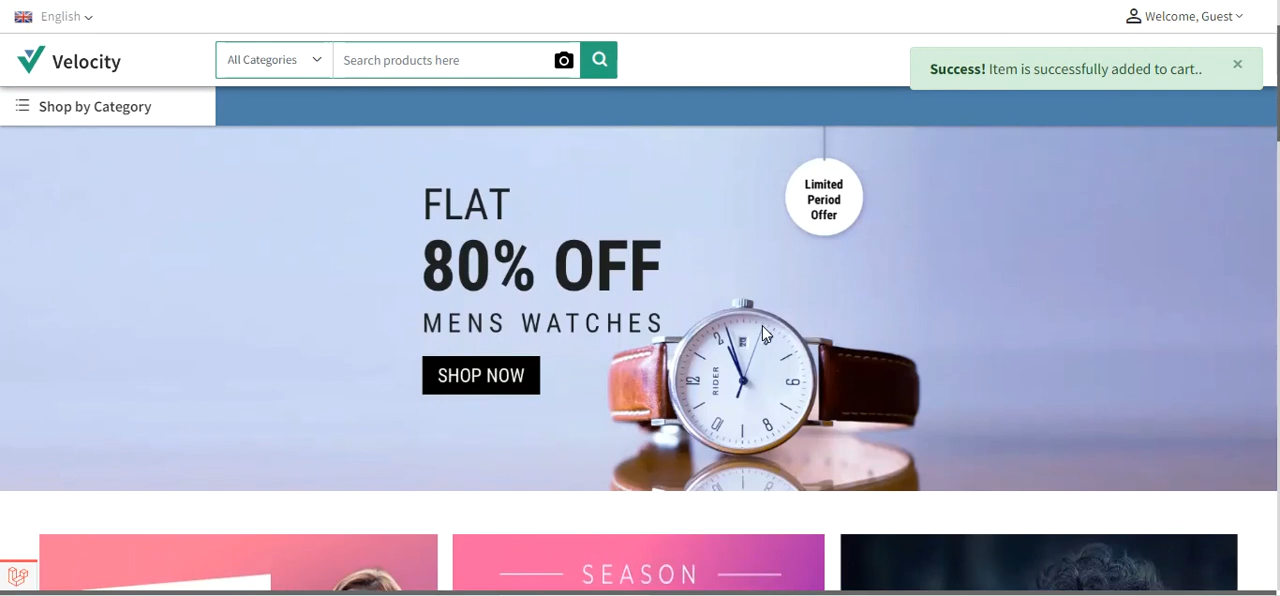 English
Welcome, Guest
Velocity
All Categories
Search products here
Success! Item is successfully added to cart..
Shop by Category
Limited
Period
Offer
FLAT
80% OFF
MENS WATCHES
SHOP NOW
RIDER
SEASON